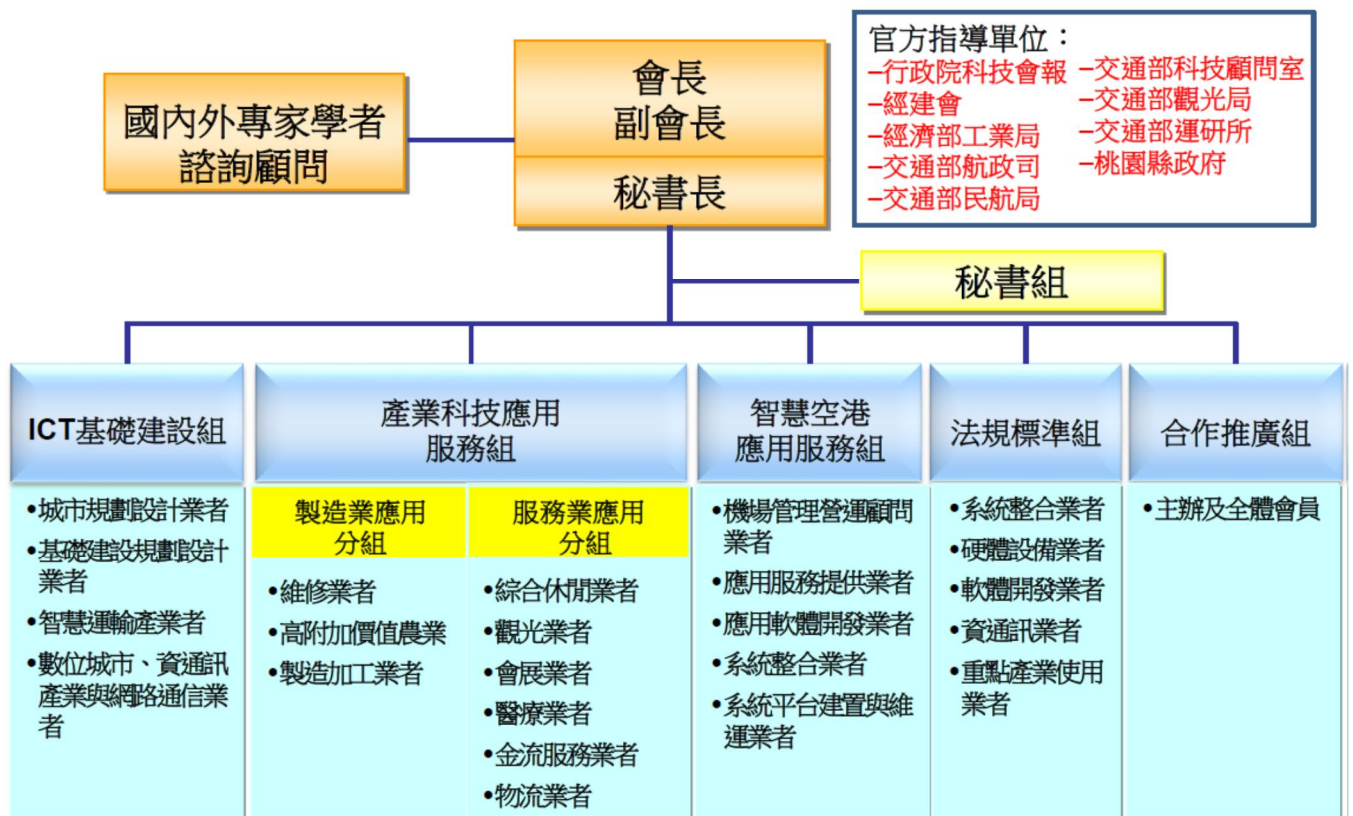 國內外專家學者
諮詢顧問
會長
副會長
秘書長
官方指導單位：
–行政院科技會報
–經建會
–經濟部工業局
–交通部航政司
–交通部民航局
–交通部科技顧問室
–交通部觀光局
–交通部運研所
–桃園縣政府
秘書組
ICT基礎建設組
•城市規劃設計業者
•基礎建設規劃設計
業者
•智慧運輸產業者
•數位城市、資通訊
產業與網路通信業
者
產業科技應用
服務組
製造業應用
分組
•維修業者
•高附加價值農業
•製造加工業者
服務業應用
分組
•綜合休閒業者
•觀光業者
•會展業者
•醫療業者
•金流服務業者
•物流業者
智慧空港
應用服務組
•機場管理營運顧問
業者
•應用服務提供業者
•應用軟體開發業者
•系統整合業者
•系統平台建置與維
運業者
法規標準組
•系統整合業者
•硬體設備業者
•軟體開發業者
•資通訊業者
•重點產業使用
業者
合作推廣組
•主辦及全體會員